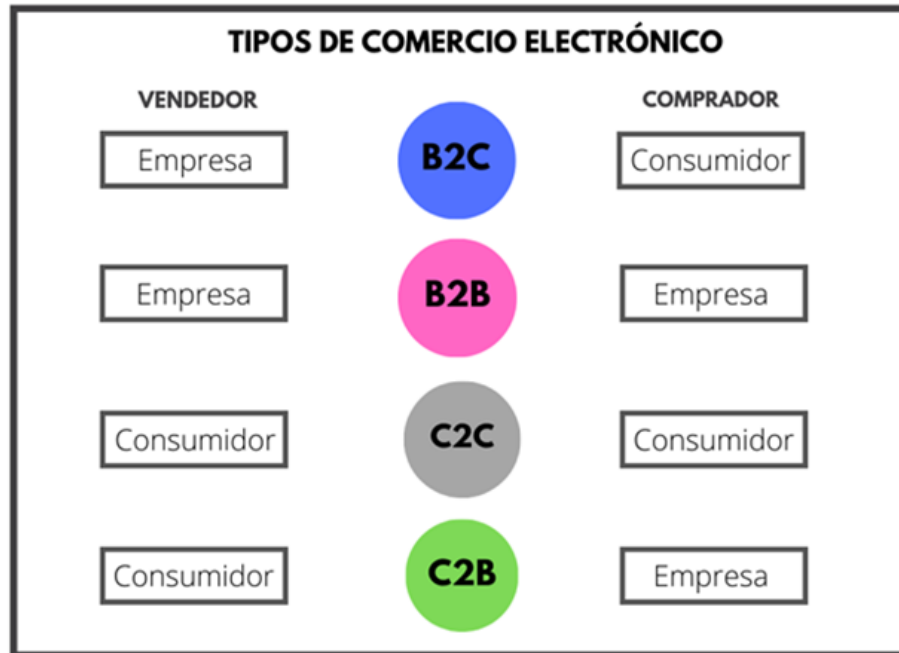 TIPOS DE COMERCIO ELECTRÓNICO
VENDEDOR COMPRADOR
Empresa B2C Consumidor
Empresa B2B Empresa
Consumidor C2C Consumidor
Consumidor C2B Empresa